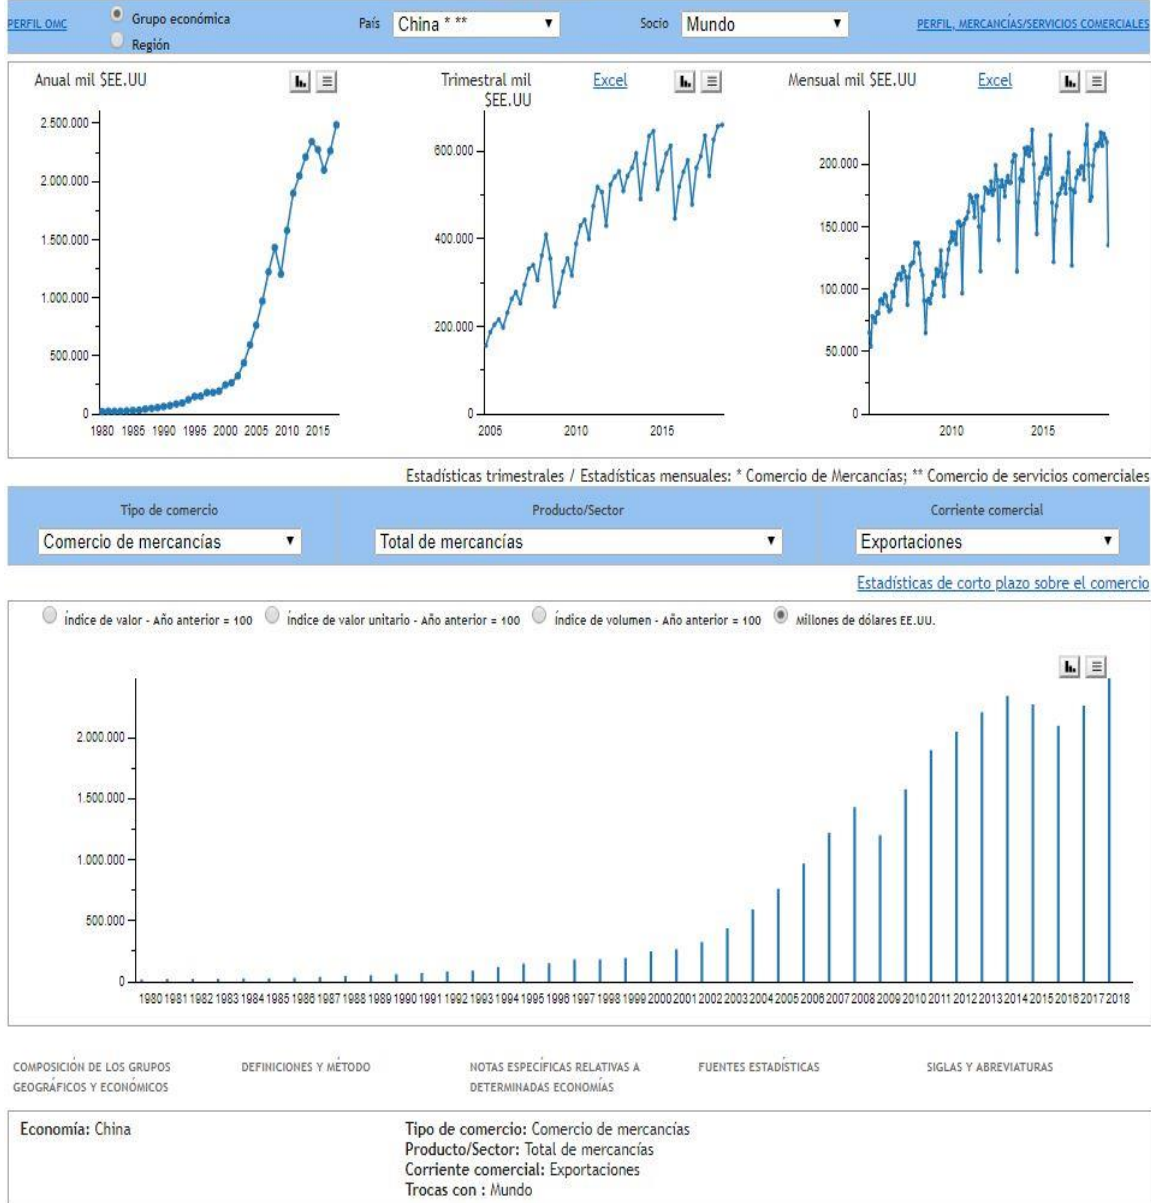 PERFIL OMC
Grupo económica
Región
País
China * **
Socio
Mundo
PERFIL, MERCANCÍAS/SERVICIOS COMERCIALES
Anual mil $EE.UU
2.500.000
2.000.000
1.500.000
1.000.000
500.000
0
1980 1985 1990 1995 2000 2005 2010 2015
Trimestral mil
$EE.UU
Excel
600.000
400.000
200.000
0
2005 2010 2015
Mensual mil $EE.UU
Excel
200.000
150.000
100.000
50.000
0
2010 2015
Estadísticas trimestrales / Estadísticas mensuales: * Comercio de Mercancías; ** Comercio de servicios comerciales
Tipo de comercio
Comercio de mercancías
Producto/Sector
Total de mercancías
Corriente comercial
Exportaciones
Estadísticas de corto plazo sobre el comercio
Índice de valor - Año anterior = 100
Índice de valor unitario - Año anterior = 100
Índice de volumen - Año anterior = 100
Millones de dólares EE.UU.
2.000.000
1.500.000
1.000.000
500.000
0
1980 1981 1982 1983 1984 1985 1986 1987 1988 1989 1990 1991 1992 1993 1994 1995 1996 1997 1998 1999 2000 2001 2002 2003 2004 2005 2006 2007 2008 2009 2010 2011 2012 2013 2014 2015 2016 2017 2018
COMPOSICIÓN DE LOS GRUPOS
GEOGRÁFICOS Y ECONÓMICOS
DEFINICIONES Y MÉTODO
NOTAS ESPECÍFICAS RELATIVAS A
DETERMINADAS ECONOMÍAS
FUENTES ESTADÍSTICAS
SIGLAS Y ABREVIATURAS
Economía: China
Tipo de comercio: Comercio de mercancías
Producto/Sector: Total de mercancías
Corriente comercial: Exportaciones
Trocas con : Mundo